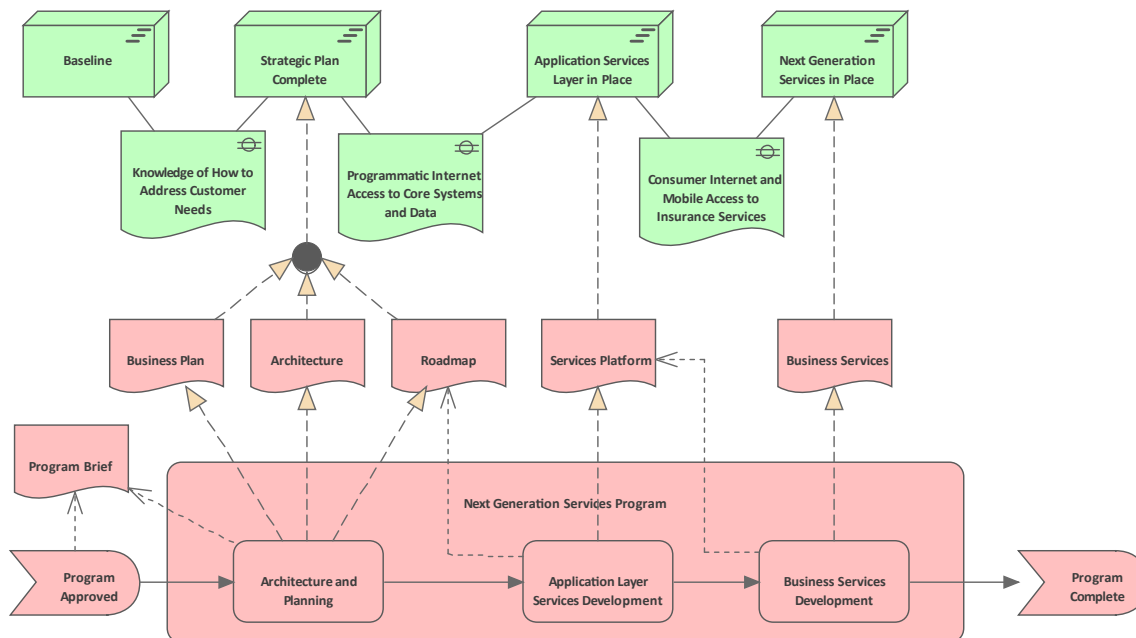 Baseline
Strategic Plan
Complete
Application Services
Layer in Place
Next Generation
Services in Place
Knowledge of How to
Address Customer
Needs
Programmatic Internet
Access to Core Systems
and Data
Consumer Internet and
Mobile Access to
Insurance Services
Business Plan
Architecture
Roadmap
Services Platform
Business Services
Program Brief
Next Generation Services Program
Program
Approved
Architecture and
Planning
Application Layer
Services Development
Business Services
Development
Program
Complete